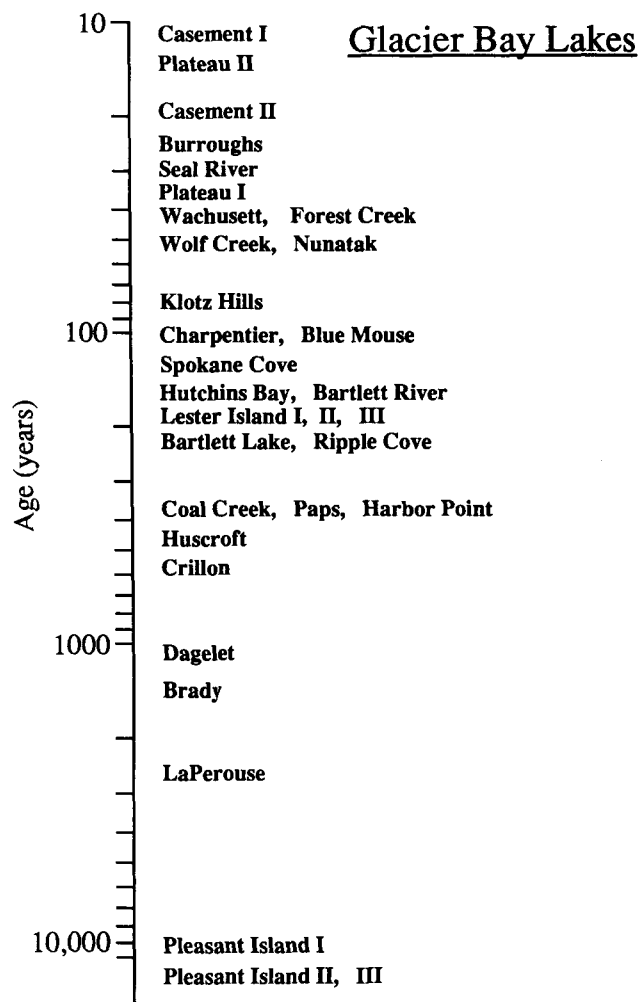 Glacier Bay Lakes
Age (years)
10
Casement I
Plateau II
Casement II
Burroughs
Seal River
Plateau I
Wachusett, Forest Creek
Wolf Creek, Nunatak
Klotz Hills
100
Charpentier, Blue Mouse
Spokane Cove
Hutchins Bay, Bartlett River
Lester Island I, II, III
Bartlett Lake, Ripple Cove
Coal Creek, Paps, Harbor Point
Huscroft
Crillon
1000
Dagelet
Brady
LaPerouse
10,000
Pleasant Island I
Pleasant Island II, III